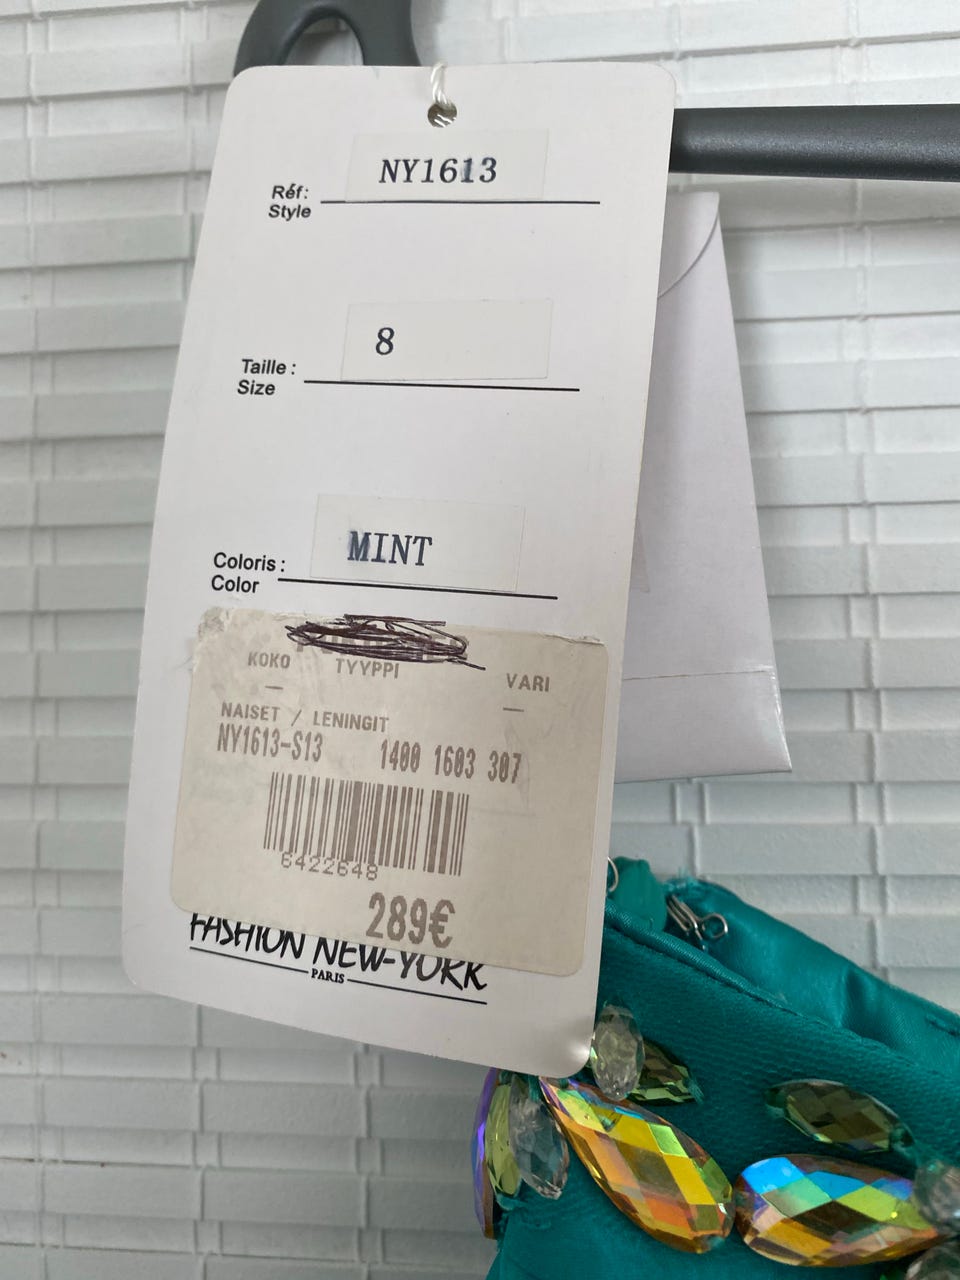 NY1613
Réf:
Style
8
Taille :
Size
MINT
Coloris :
Color
KOKO TYYPPI VARI
— —
NAISET / LENINGIT
NY1613-S13 1400 1603 307
6422648
289€
FASHION NEW-YORK
PARIS